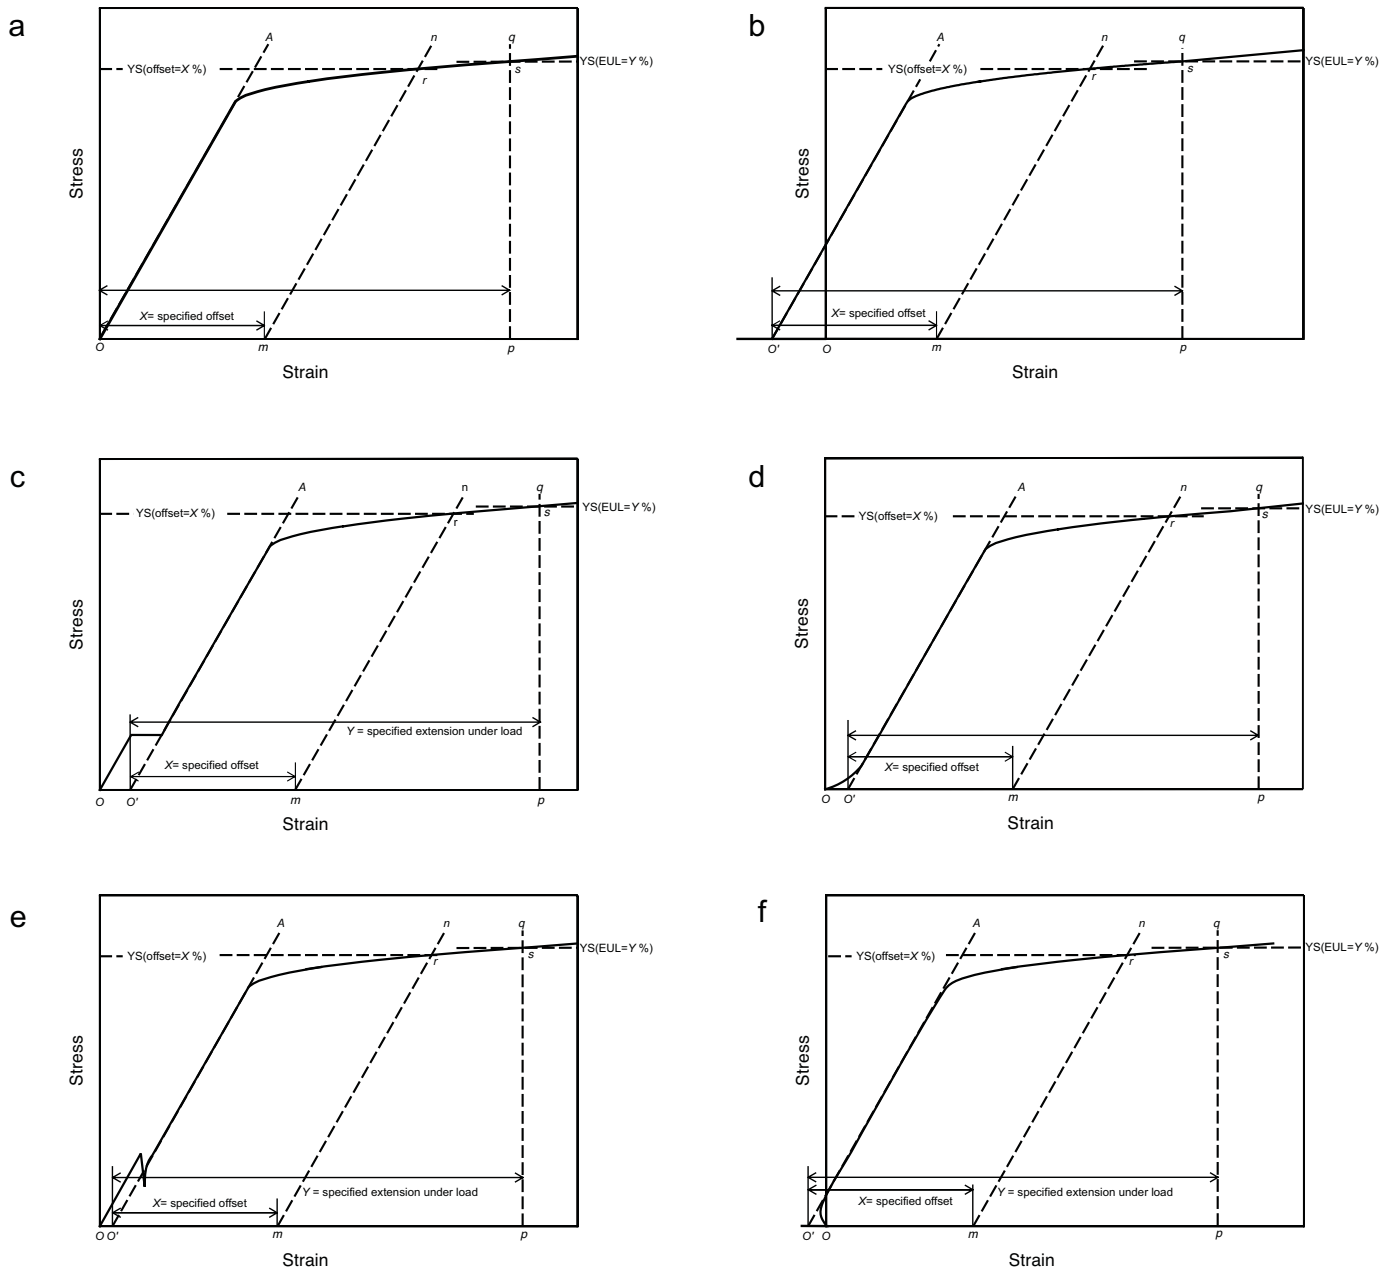 a
A
n
q
YS(offset=X %)
r
s
YS(EUL=Y %)
Stress
X= specified offset
O
m
p
Strain
b
A
n
q
YS(offset=X %)
r
s
YS(EUL=Y %)
Stress
X= specified offset
O'
O
m
p
Strain
c
A
n
q
YS(offset=X %)
r
s
YS(EUL=Y %)
Stress
Y = specified extension under load
X= specified offset
O
O'
m
p
Strain
d
A
n
q
YS(offset=X %)
r
s
YS(EUL=Y %)
Stress
X= specified offset
O
O'
m
p
Strain
e
A
n
q
YS(offset=X %)
r
s
YS(EUL=Y %)
Stress
Y = specified extension under load
X= specified offset
O
O'
m
p
Strain
f
A
n
q
YS(offset=X %)
r
s
YS(EUL=Y %)
Stress
Y = specified extension under load
X= specified offset
O'
O
m
p
Strain